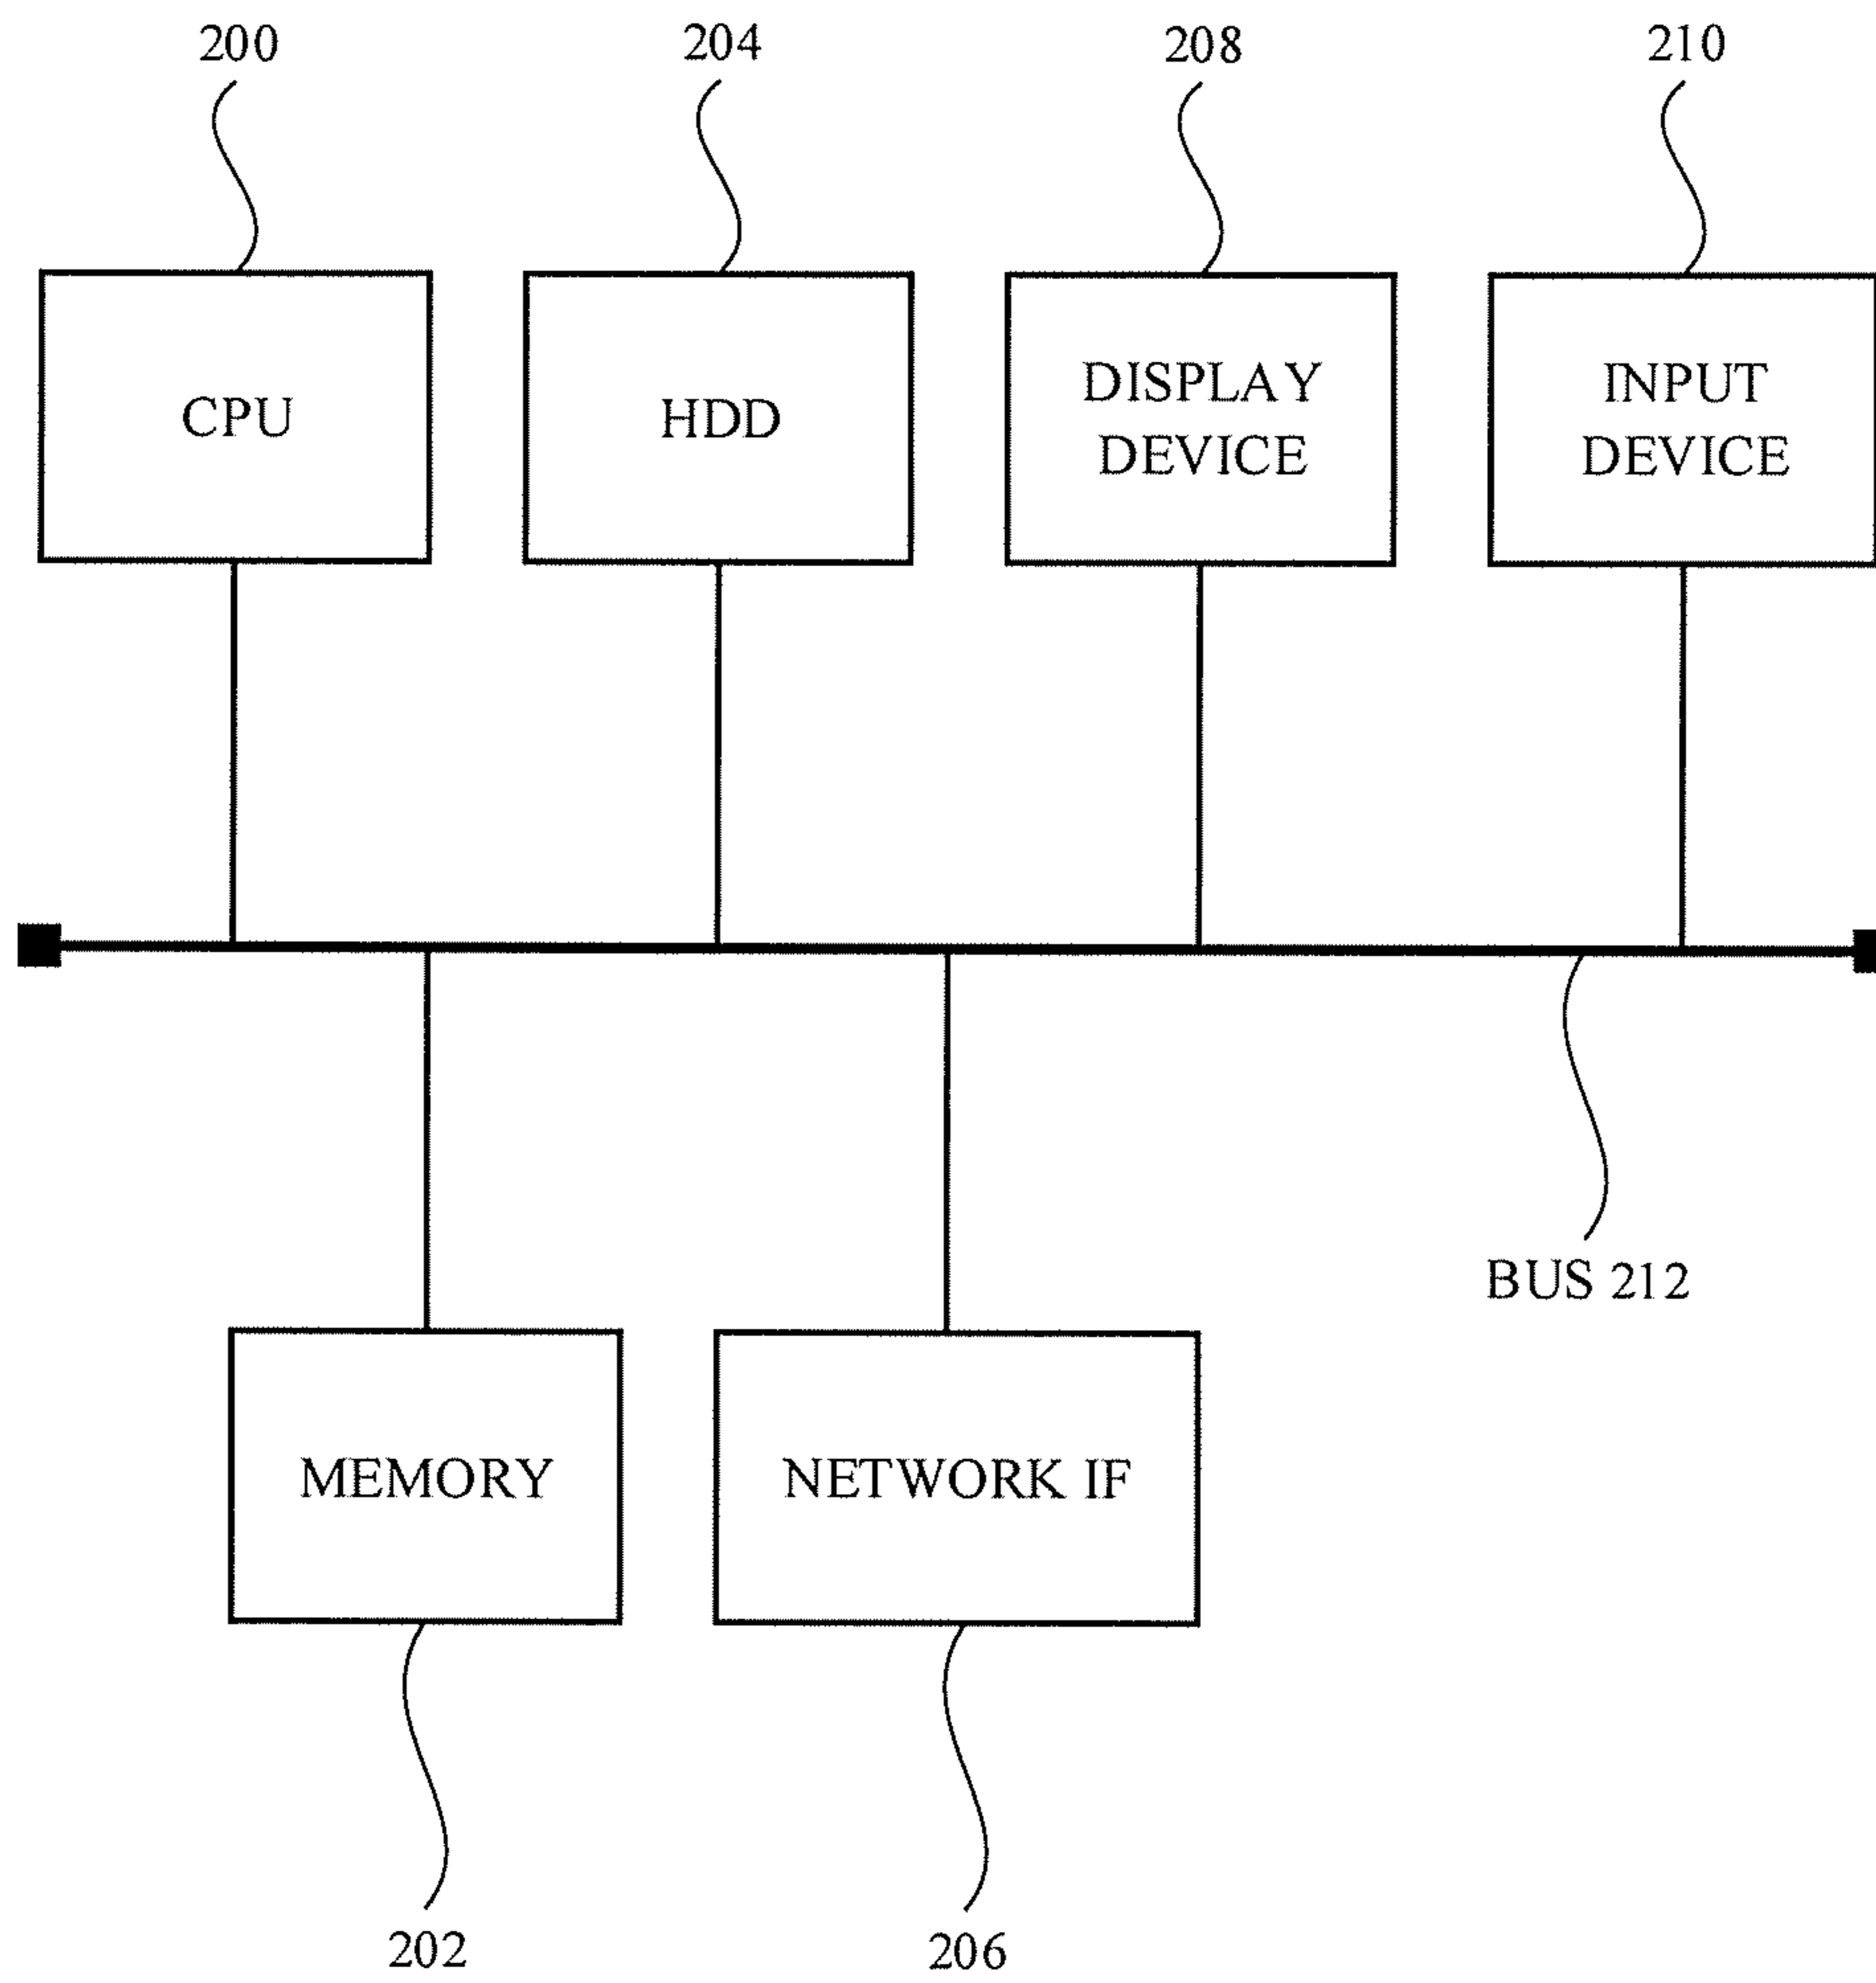 200
204
208
210
CPU
HDD
DISPLAY
DEVICE
INPUT
DEVICE
BUS 212
MEMORY
NETWORK IF
202
206